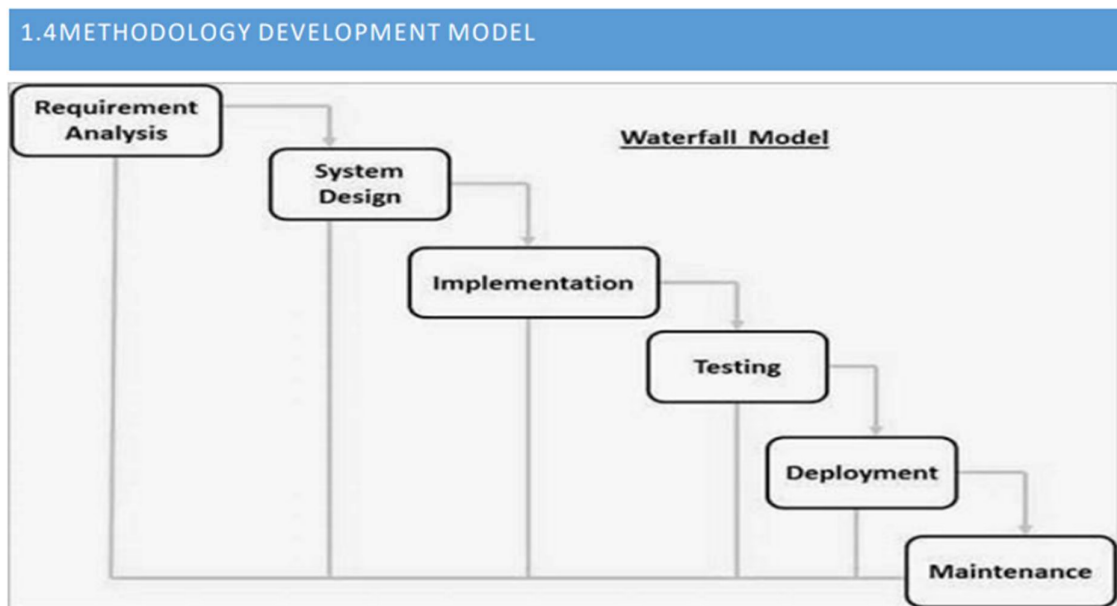 1.4METHODOLOGY DEVELOPMENT MODEL
Requirement
Analysis
Waterfall Model
System
Design
Implementation
Testing
Deployment
Maintenance